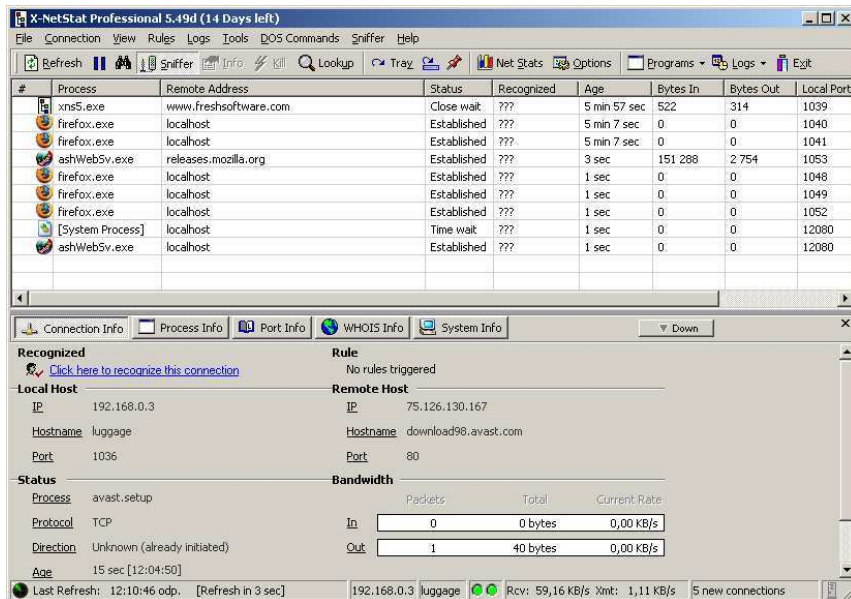 X-NetStat Professional 5.49d (14 Days left)
File Connection View Rules Logs Tools DOS Commands Sniffer Help
Refresh Sniffer Info Kill Lookup Tray Net Stats Options Programs Logs Exit
# Process Remote Address Status Recognized Age Bytes In Bytes Out Local Port
xns5.exe www.freshsoftware.com Close wait ??? 5 min 57 sec 522 314 1039
firefox.exe localhost Established ??? 5 min 7 sec 0 0 1040
firefox.exe localhost Established ??? 5 min 7 sec 0 0 1041
ashWebSv.exe releases.mozilla.org Established ??? 3 sec 151 288 2 754 1053
firefox.exe localhost Established ??? 1 sec 0 0 1048
firefox.exe localhost Established ??? 1 sec 0 0 1049
firefox.exe localhost Established ??? 1 sec 0 0 1052
[System Process] localhost Time wait ??? 1 sec 0 0 12080
ashWebSv.exe localhost Established ??? 1 sec 0 0 12080
Connection Info Process Info Port Info WHOIS Info System Info Down
Recognized Rule
Click here to recognize this connection No rules triggered
Local Host Remote Host
IP 192.168.0.3 IP 75.126.130.167
Hostname luggage Hostname download98.avast.com
Port 1036 Port 80
Status Bandwidth
Process avast.setup Packets Total Current Rate
Protocol TCP In 0 0 bytes 0,00 KB/s
Direction Unknown (already initiated) Out 1 40 bytes 0,00 KB/s
Age 15 sec [12:04:50]
Last Refresh: 12:10:46 odp. [Refresh in 3 sec] 192.168.0.3 luggage Rcv: 59,16 KB/s Xmt: 1,11 KB/s 5 new connections